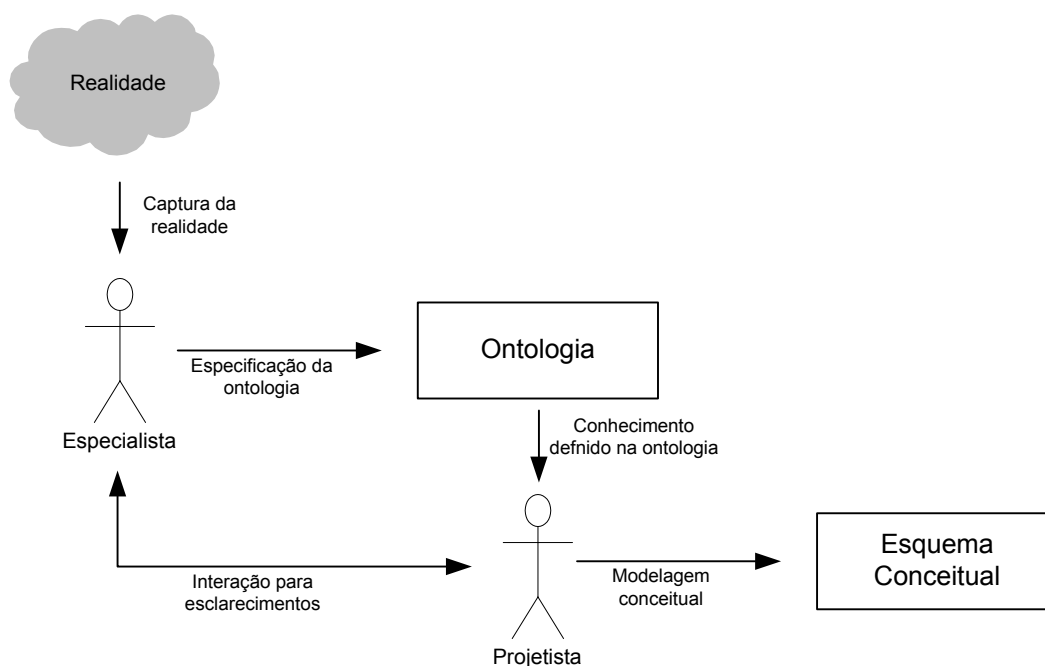 Realidade
Captura da
realidade
Ontologia
Especificação da
ontologia
Especialista
Conhecimento
defnido na ontologia
Esquema
Conceitual
Interação para
esclarecimentos
Modelagem
conceitual
Projetista